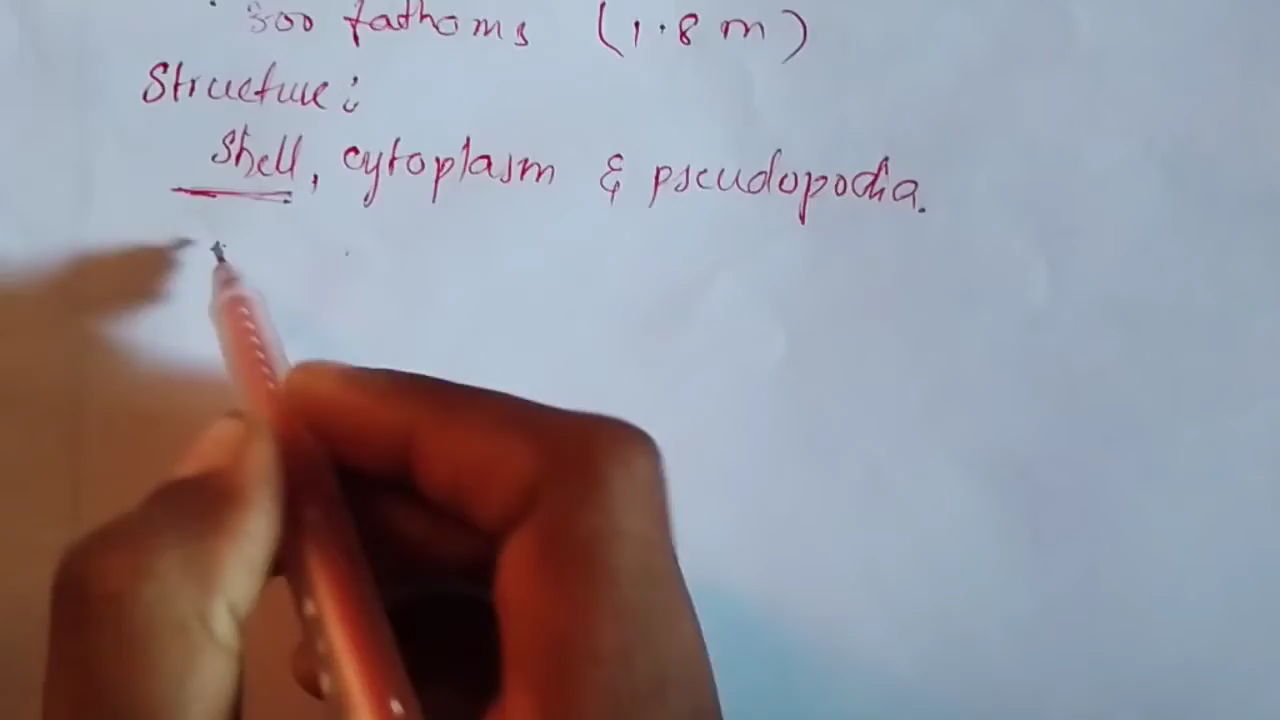 300 fathoms (1.8 m)
Structure:
Shell, cytoplasm & pseudopodia.